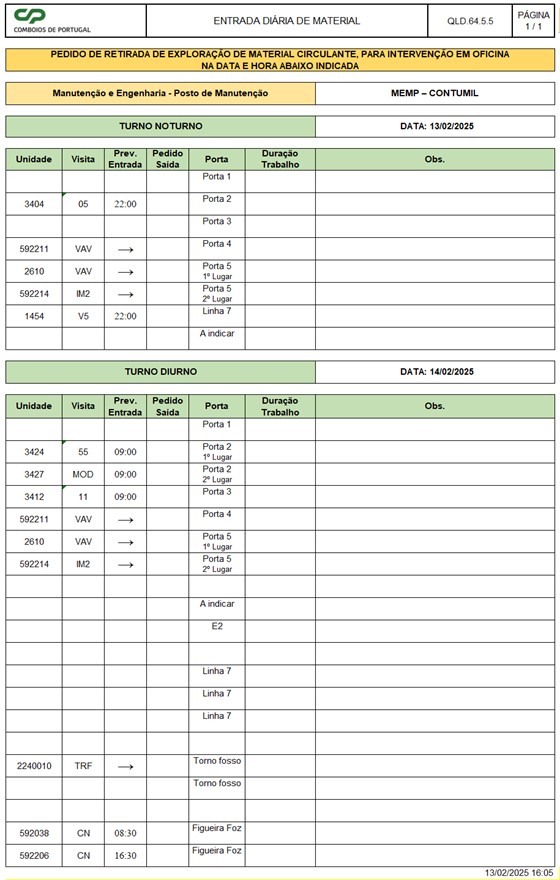 CP
COMBOIOS DE PORTUGAL
ENTRADA DIÁRIA DE MATERIAL
QLD.64.5.5
PÁGINA
1 / 1
PEDIDO DE RETIRADA DE EXPLORAÇÃO DE MATERIAL CIRCULANTE, PARA INTERVENÇÃO EM OFICINA
NA DATA E HORA ABAIXO INDICADA
Manutenção e Engenharia - Posto de Manutenção MEMP – CONTUMIL
TURNO NOTURNO DATA: 13/02/2025
Unidade Visita Prev. Entrada Pedido Saída Porta Duração Trabalho Obs.
Porta 1
3404 05 22:00 Porta 2
Porta 3
592211 VAV → Porta 4
2610 VAV → Porta 5 1º Lugar
592214 IM2 → Porta 5 2º Lugar
1454 V5 22:00 Linha 7
A indicar
TURNO DIURNO DATA: 14/02/2025
Unidade Visita Prev. Entrada Pedido Saída Porta Duração Trabalho Obs.
Porta 1
3424 55 09:00 Porta 2 1º Lugar
3427 MOD 09:00 Porta 2 2º Lugar
3412 11 09:00 Porta 3
592211 VAV → Porta 4
2610 VAV → Porta 5 1º Lugar
592214 IM2 → Porta 5 2º Lugar
A indicar
E2
Linha 7
Linha 7
Linha 7
2240010 TRF → Torno fosso
Torno fosso
592038 CN 08:30 Figueira Foz
592206 CN 16:30 Figueira Foz
13/02/2025 16:05